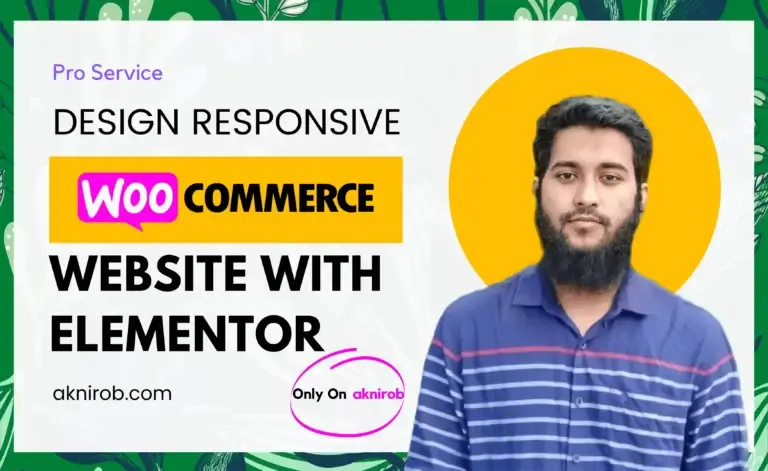 Pro Service
DESIGN RESPONSIVE
WOO COMMERCE
WEBSITE WITH
ELEMENTOR
aknirob.com
Only On aknirob